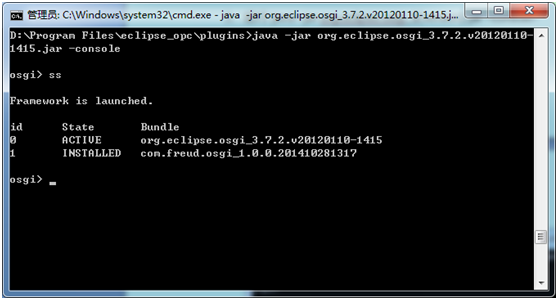 管理员: C:\Windows\system32\cmd.exe - java  -jar org.eclipse.osgi_3.7.2.v20120110-1415.j...
D:\Program Files\eclipse_opc\plugins>java -jar org.eclipse.osgi_3.7.2.v20120110-
1415.jar -console
osgi> ss
Framework is launched.
id      State       Bundle
0       ACTIVE      org.eclipse.osgi_3.7.2.v20120110-1415
1       INSTALLED   com.freud.osgi_1.0.0.201410281317
osgi> _